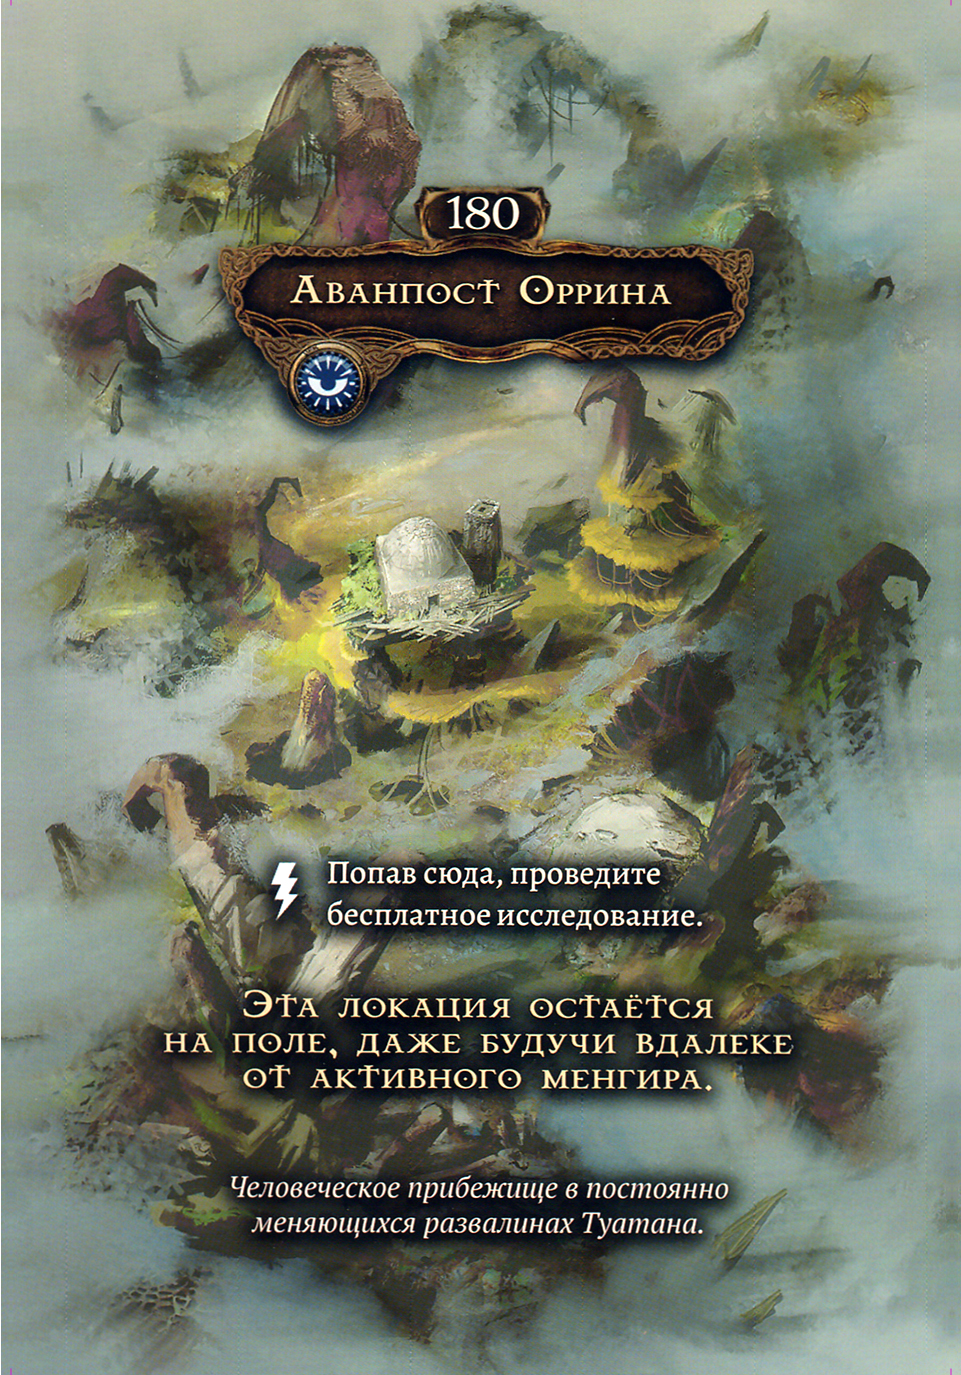 180
Аванпост Оррина
Попав сюда, проведите
бесплатное исследование.
Эта локация остаётся
на поле, даже будучи вдалеке
от активного менгира.
Человеческое прибежище в постоянно
меняющихся развалинах Туатана.